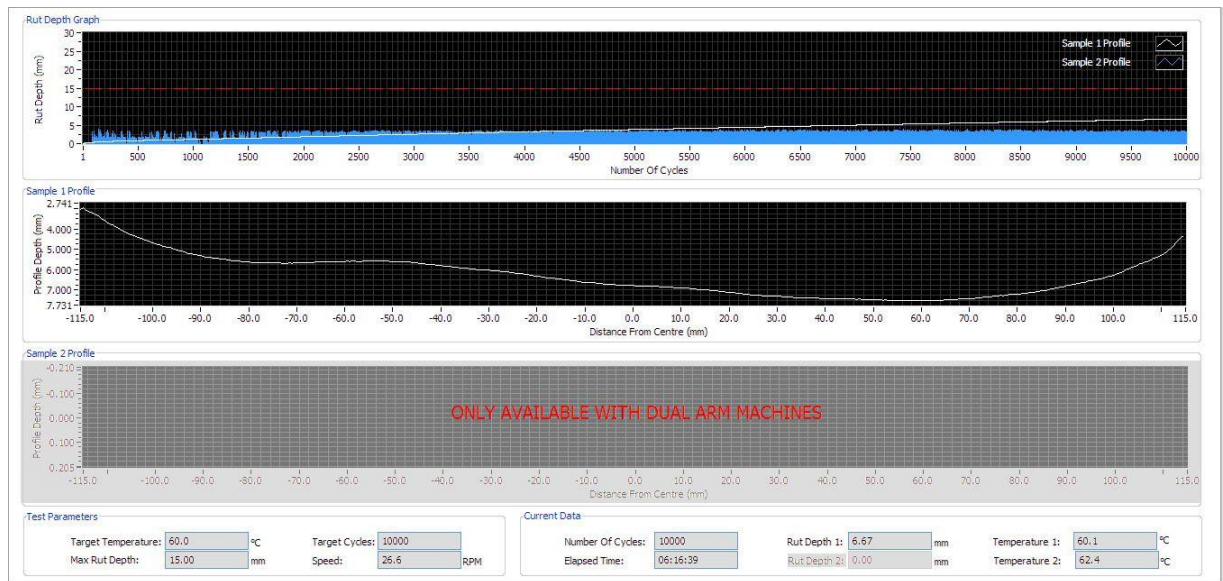 Rut Depth Graph
Rut Depth (mm)
30
25
20
15
10
5
0
Sample 1 Profile
Sample 2 Profile
1 500 1000 1500 2000 2500 3000 3500 4000 4500 5000 5500 6000 6500 7000 7500 8000 8500 9000 9500 10000
Number Of Cycles
Sample 1 Profile
Profile Depth (mm)
2.741
4.000
5.000
6.000
7.000
7.731
-115.0 -100.0 -90.0 -80.0 -70.0 -60.0 -50.0 -40.0 -30.0 -20.0 -10.0 0.0 10.0 20.0 30.0 40.0 50.0 60.0 70.0 80.0 90.0 100.0 115.0
Distance From Centre (mm)
Sample 2 Profile
Profile Depth (mm)
-0.210
-0.100
0.000
0.100
0.205
ONLY AVAILABLE WITH DUAL ARM MACHINES
-115.0 -100.0 -90.0 -80.0 -70.0 -60.0 -50.0 -40.0 -30.0 -20.0 -10.0 0.0 10.0 20.0 30.0 40.0 50.0 60.0 70.0 80.0 90.0 100.0 115.0
Distance From Centre (mm)
Test Parameters
Target Temperature: 60.0 ºC Target Cycles: 10000
Max Rut Depth: 15.00 mm Speed: 26.6 RPM
Current Data
Number Of Cycles: 10000 Rut Depth 1: 6.67 mm Temperature 1: 60.1 ºC
Elapsed Time: 06:16:39 Rut Depth 2: 0.00 mm Temperature 2: 62.4 ºC